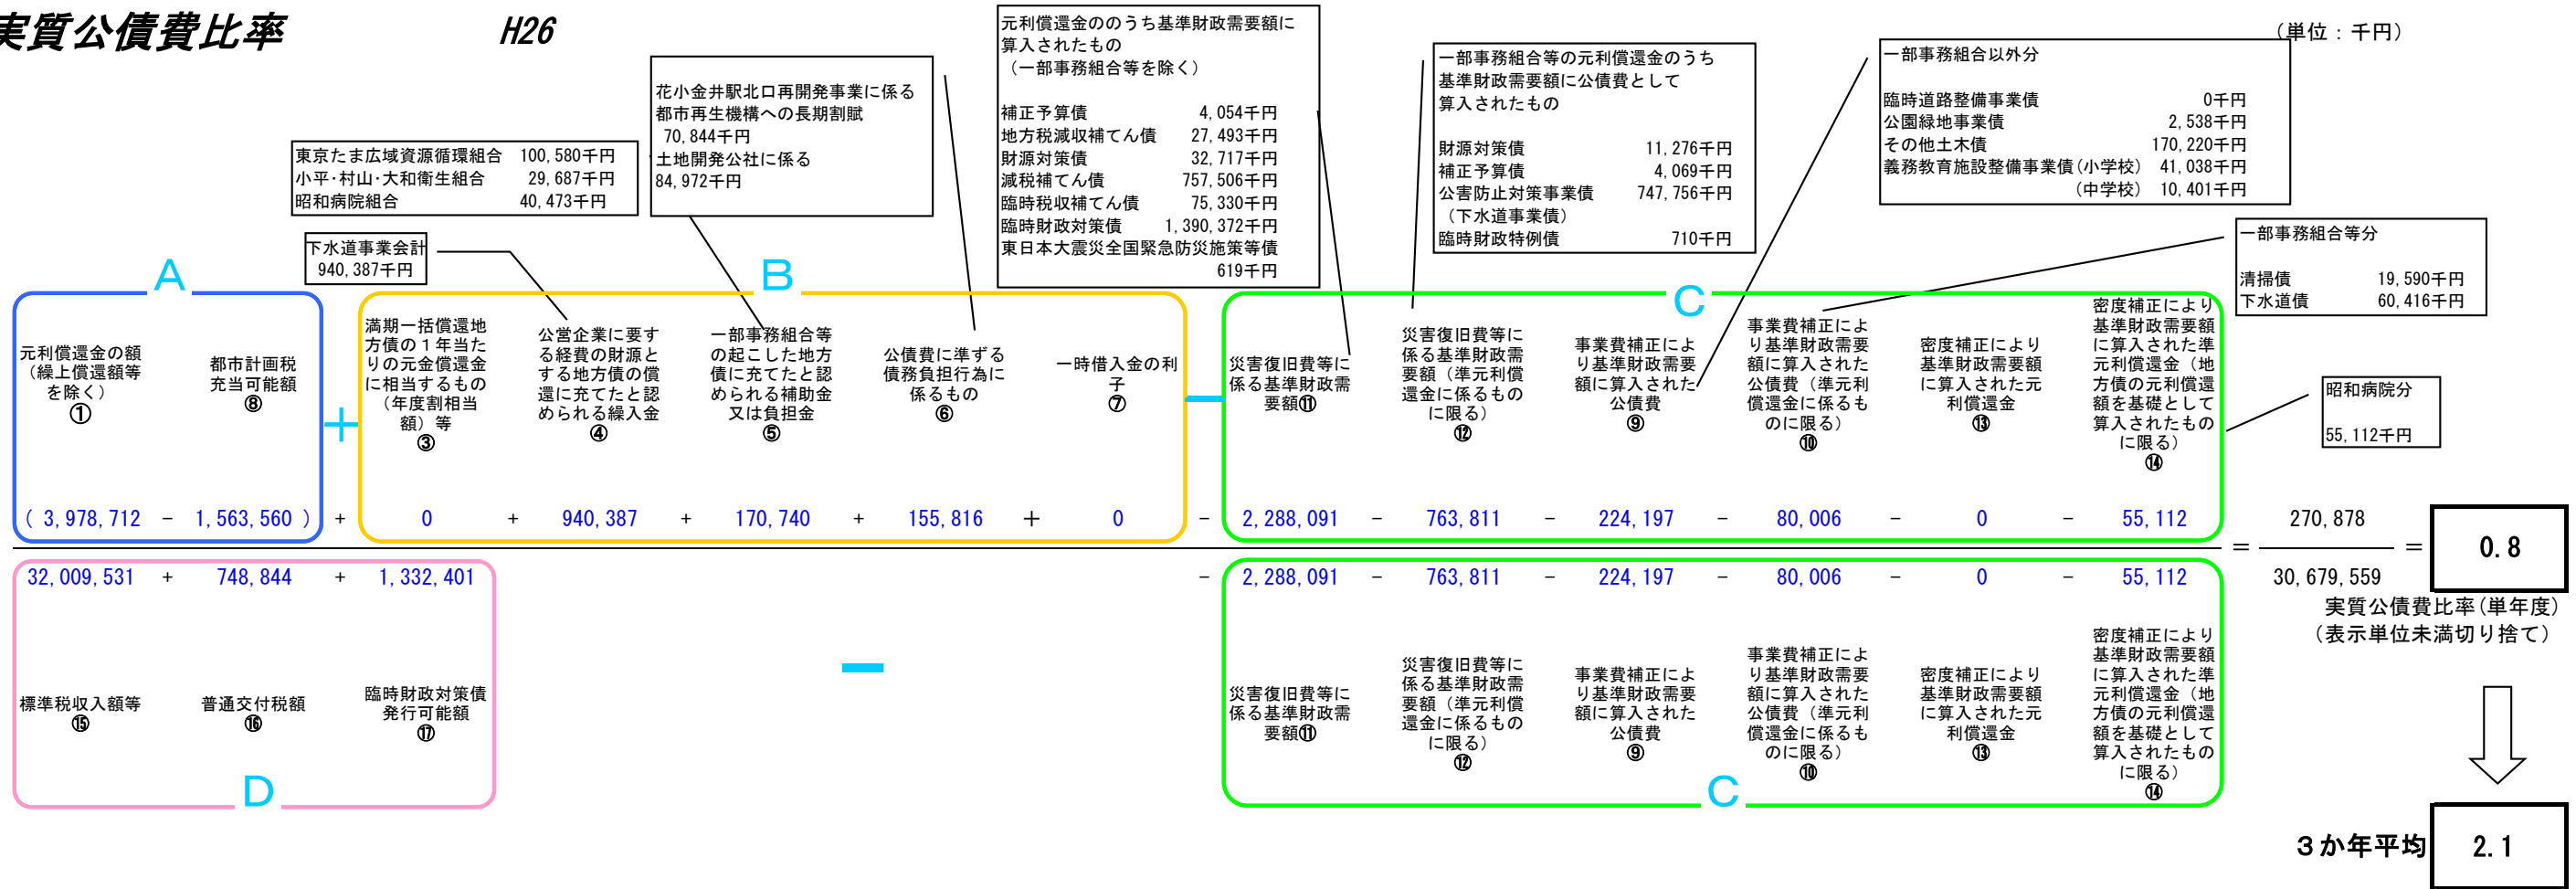 実質公債費比率
H26
（単位：千円）
元利償還金ののうち基準財政需要額に
算入されたもの
（一部事務組合等を除く）
補正予算債 4,054千円
地方税減収補てん債 27,493千円
財源対策債 32,717千円
減税補てん債 757,506千円
臨時税収補てん債 75,330千円
臨時財政対策債 1,390,372千円
東日本大震災全国緊急防災施策等債
619千円
一部事務組合等の元利償還金のうち
基準財政需要額に公債費として
算入されたもの
財源対策債 11,276千円
補正予算債 4,069千円
公害防止対策事業債 747,756千円
（下水道事業債）
臨時財政特例債 710千円
一部事務組合以外分
臨時道路整備事業債 0千円
公園緑地事業債 2,538千円
その他土木債 170,220千円
義務教育施設整備事業債(小学校) 41,038千円
(中学校) 10,401千円
花小金井駅北口再開発事業に係る
都市再生機構への長期割賦
70,844千円
土地開発公社に係る
84,972千円
東京たま広域資源循環組合 100,580千円
小平・村山・大和衛生組合 29,687千円
昭和病院組合 40,473千円
下水道事業会計
940,387千円
一部事務組合等分
清掃債 19,590千円
下水道債 60,416千円
昭和病院分
55,112千円
A
B
C
元利償還金の額
（繰上償還額等
を除く）
①
都市計画税
充当可能額
⑧
＋
満期一括償還地
方債の１年当た
りの元金償還金
に相当するもの
（年度割相当
額）等
③
公営企業に要す
る経費の財源と
する地方債の償
還に充てたと認
められる繰入金
④
一部事務組合等
の起こした地方
債に充てたと認
められる補助金
又は負担金
⑤
公債費に準ずる
債務負担行為に
係るもの
⑥
一時借入金の利
子
⑦
－
災害復旧費等に
係る基準財政需
要額⑪
災害復旧費等に
係る基準財政需
要額（準元利償
還金に係るもの
に限る）
⑫
事業費補正によ
り基準財政需要
額に算入された
公債費
⑨
事業費補正によ
り基準財政需要
額に算入された
公債費（準元利
償還金に係るも
のに限る）
⑩
密度補正により
基準財政需要額
に算入された元
利償還金
⑬
密度補正により
基準財政需要額
に算入された準
元利償還金（地
方債の元利償還
額を基礎として
算入されたもの
に限る）
⑭
( 3,978,712 － 1,563,560 ) ＋ 0 ＋ 940,387 ＋ 170,740 ＋ 155,816 ＋ 0 － 2,288,091 － 763,811 － 224,197 － 80,006 － 0 － 55,112 270,878
＝ ＝ 0.8
32,009,531 ＋ 748,844 ＋ 1,332,401 － 2,288,091 － 763,811 － 224,197 － 80,006 － 0 － 55,112 30,679,559
実質公債費比率(単年度)
（表示単位未満切り捨て）
標準税収入額等
⑮
普通交付税額
⑯
臨時財政対策債
発行可能額
⑰
D
－
災害復旧費等に
係る基準財政需
要額⑪
災害復旧費等に
係る基準財政需
要額（準元利償
還金に係るもの
に限る）
⑫
事業費補正によ
り基準財政需要
額に算入された
公債費
⑨
事業費補正によ
り基準財政需要
額に算入された
公債費（準元利
償還金に係るも
のに限る）
⑩
密度補正により
基準財政需要額
に算入された元
利償還金
⑬
密度補正により
基準財政需要額
に算入された準
元利償還金（地
方債の元利償還
額を基礎として
算入されたもの
に限る）
⑭
C
３か年平均 2.1